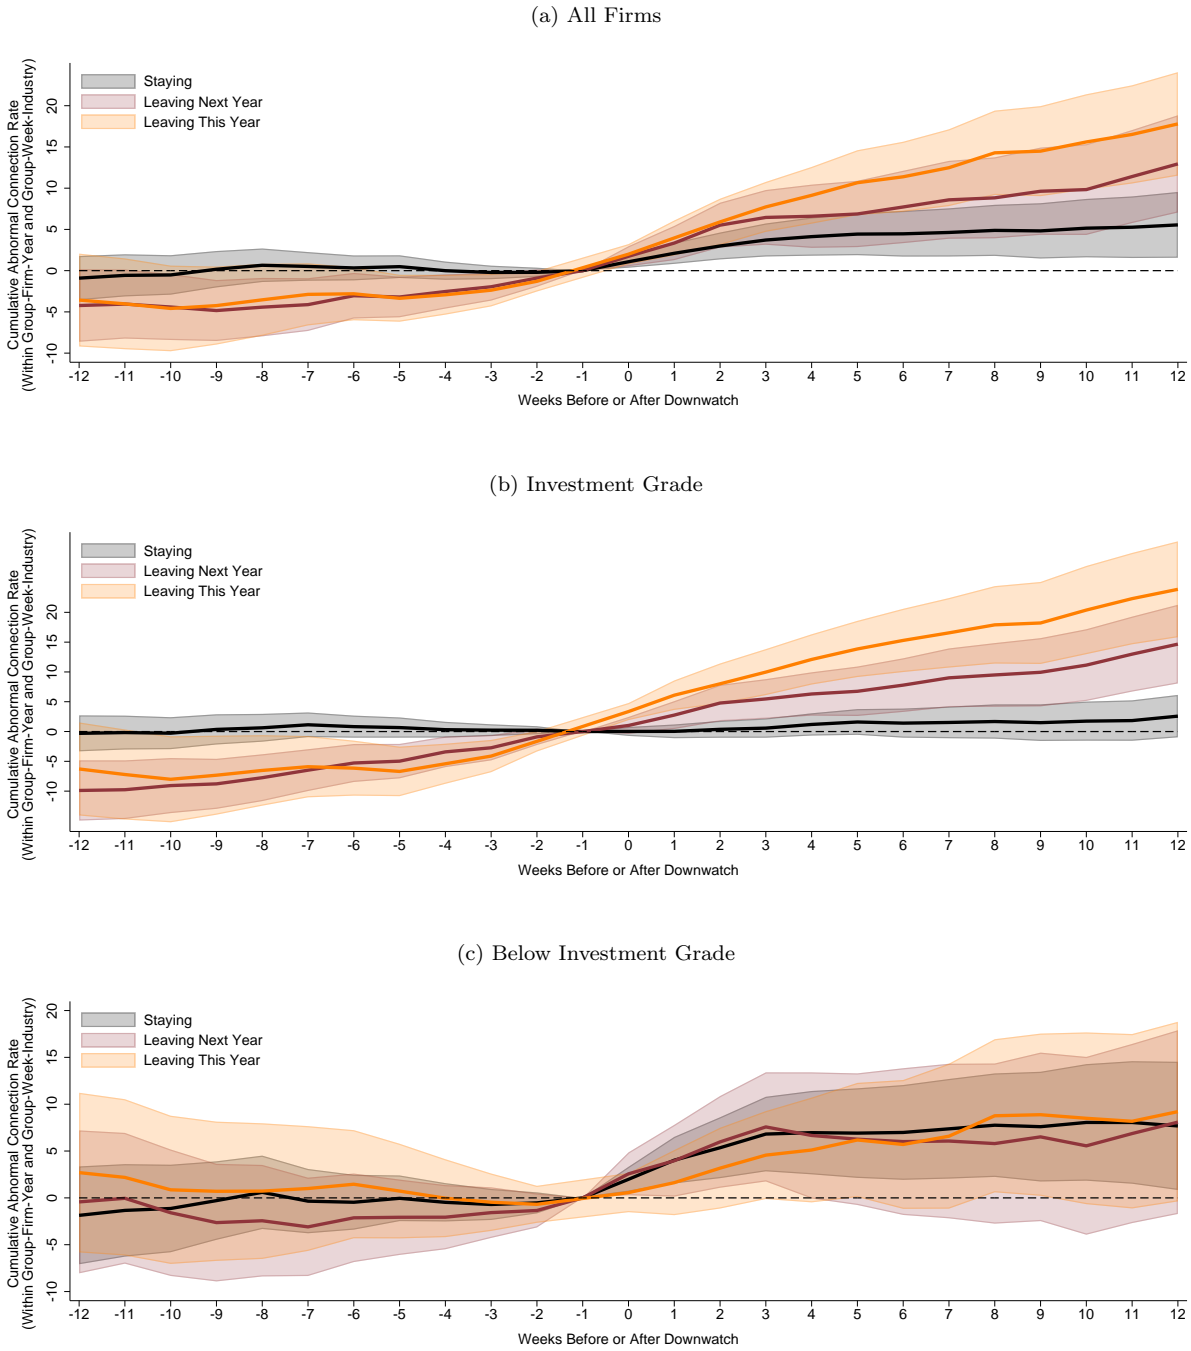 (a) All Firms
Cumulative Abnormal Connection Rate
(Within Group-Firm-Year and Group-Week-Industry)
20
15
10
5
0
-5
-10
Staying
Leaving Next Year
Leaving This Year
-12 -11 -10 -9 -8 -7 -6 -5 -4 -3 -2 -1 0 1 2 3 4 5 6 7 8 9 10 11 12
Weeks Before or After Downwatch
(b) Investment Grade
Cumulative Abnormal Connection Rate
(Within Group-Firm-Year and Group-Week-Industry)
20
15
10
5
0
-5
-10
Staying
Leaving Next Year
Leaving This Year
-12 -11 -10 -9 -8 -7 -6 -5 -4 -3 -2 -1 0 1 2 3 4 5 6 7 8 9 10 11 12
Weeks Before or After Downwatch
(c) Below Investment Grade
Cumulative Abnormal Connection Rate
(Within Group-Firm-Year and Group-Week-Industry)
20
15
10
5
0
-5
-10
Staying
Leaving Next Year
Leaving This Year
-12 -11 -10 -9 -8 -7 -6 -5 -4 -3 -2 -1 0 1 2 3 4 5 6 7 8 9 10 11 12
Weeks Before or After Downwatch